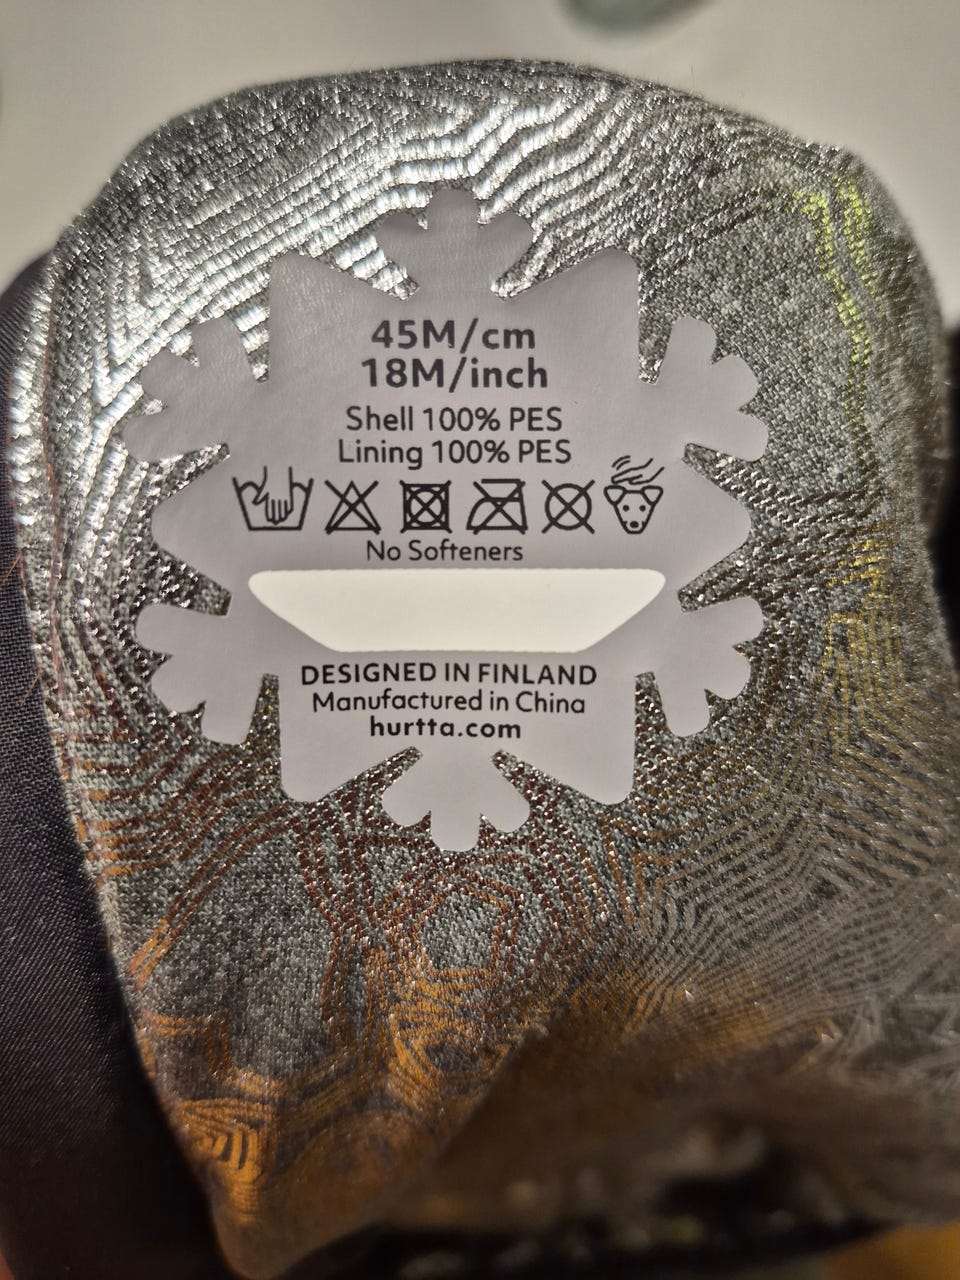 45M/cm
18M/inch
Shell 100% PES
Lining 100% PES
No Softeners
DESIGNED IN FINLAND
Manufactured in China
hurtta.com